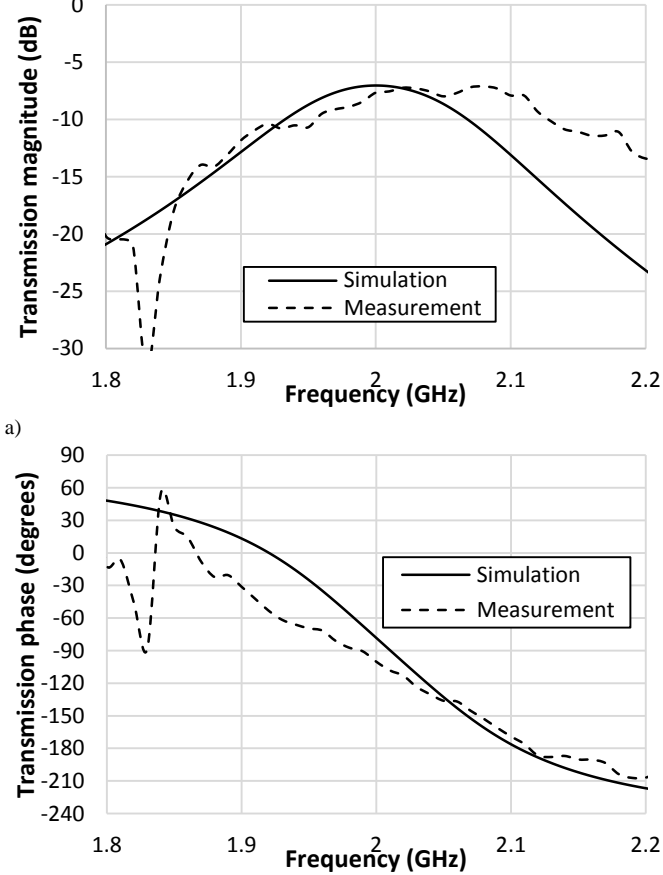 0
-5
-10
-15
-20
-25
-30
Transmission magnitude (dB)
Simulation
Measurement
1.8 1.9 2 2.1 2.2
Frequency (GHz)
a)
90
60
30
0
-30
-60
-90
-120
-150
-180
-210
-240
Transmission phase (degrees)
Simulation
Measurement
1.8 1.9 2 2.1 2.2
Frequency (GHz)